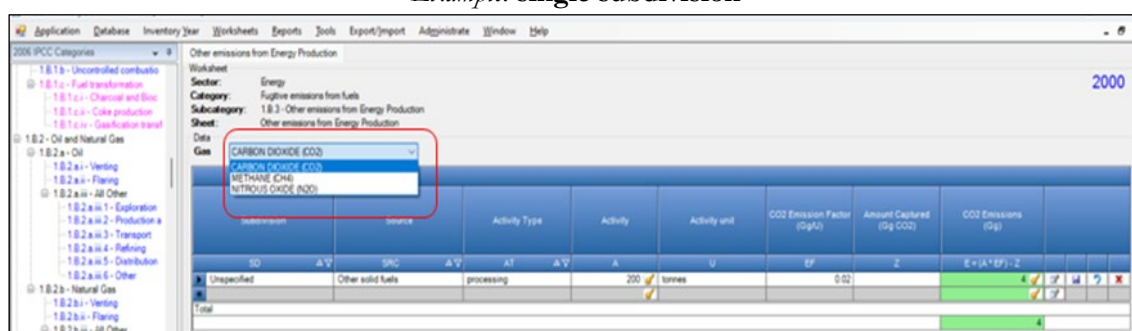 Example: single subdivision
Application Database Inventory Year Worksheets Reports Tools Export/Import Administrate Window Help
2006 IPCC Categories
1.B.1.b - Uncontrolled combustio
1.B.1.c - Fuel transformation
1.B.1.c.i - Charcoal and Bioc
1.B.1.c.ii - Coke production
1.B.1.c.iv - Gasification transf
1.B.2 - Oil and Natural Gas
1.B.2.a - Oil
1.B.2.a.i - Venting
1.B.2.a.ii - Flaring
1.B.2.a.iii - All Other
1.B.2.a.iii.1 - Exploration
1.B.2.a.iii.2 - Production a
1.B.2.a.iii.3 - Transport
1.B.2.a.iii.4 - Refining
1.B.2.a.iii.5 - Distribution
1.B.2.a.iii.6 - Other
1.B.2.b - Natural Gas
1.B.2.b.i - Venting
1.B.2.b.ii - Flaring
1.B.2.b.iii - All Other
Other emissions from Energy Production
Worksheet
Sector: Energy
Category: Fugitive emissions from fuels
Subcategory: 1.B.3 - Other emissions from Energy Production
Sheet: Other emissions from Energy Production
2000
Data
Gas CARBON DIOXIDE (CO2)
CARBON DIOXIDE (CO2)
METHANE (CH4)
NITROUS OXIDE (N2O)
Subdivision Source Activity Type Activity Activity unit CO2 Emission Factor (Gg/U) Amount Captured (Gg CO2) CO2 Emissions (Gg)
SD SRC AT A U EF Z E = (A * EF) - Z
Unspecified Other solid fuels processing 200 tonnes 0.02 4
Total
4